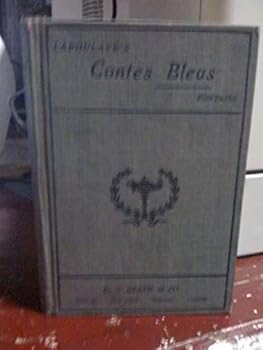 LABOULAYE'S
Contes Bleus
FONTAINE
D. C. HEATH & CO